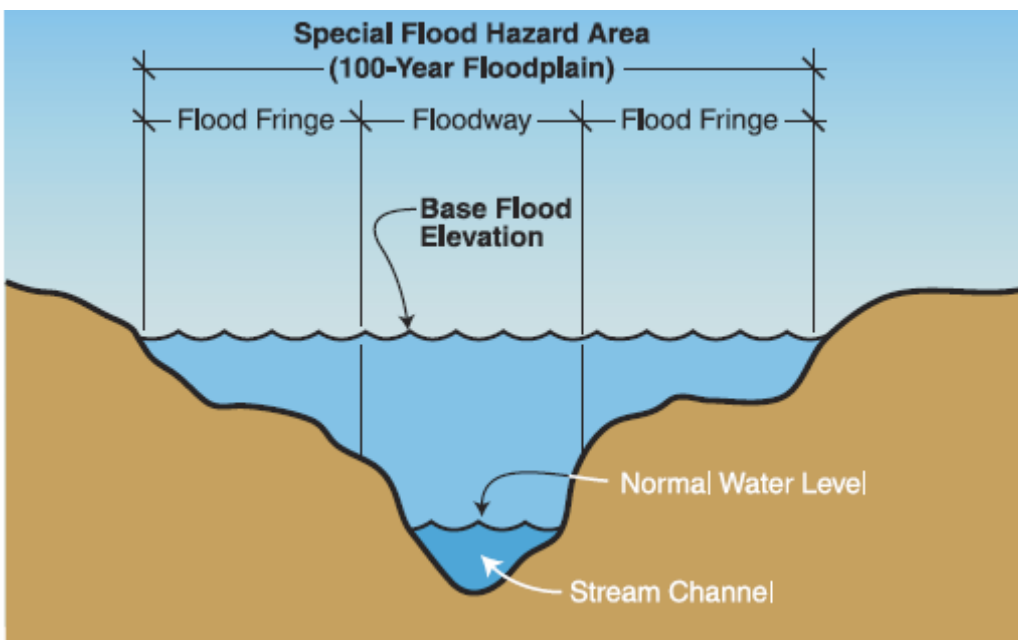 Special Flood Hazard Area
(100-Year Floodplain)
Flood Fringe
Floodway
Flood Fringe
Base Flood
Elevation
Normal Water Level
Stream Channel